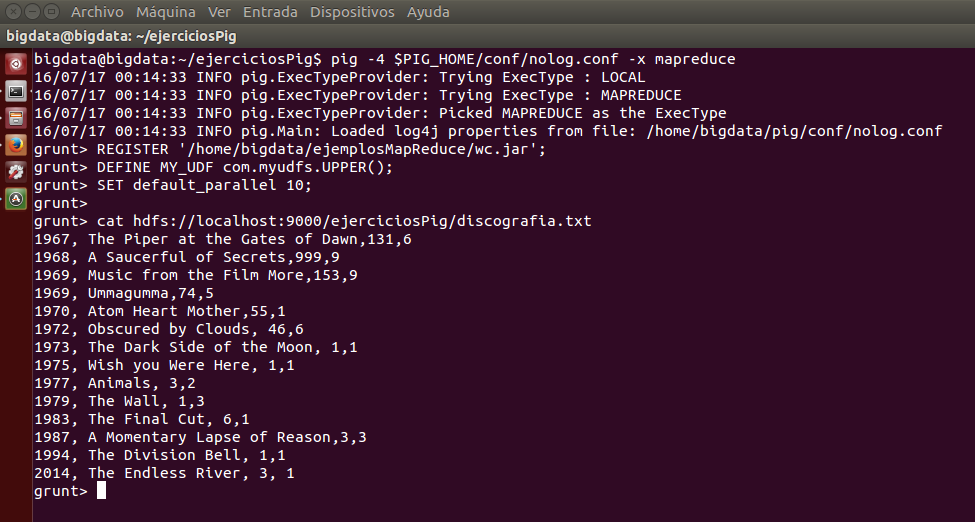 Archivo Máquina Ver Entrada Dispositivos Ayuda
bigdata@bigdata: ~/ejerciciosPig
bigdata@bigdata:~/ejerciciosPig$ pig -4 $PIG_HOME/conf/nolog.conf -x mapreduce
16/07/17 00:14:33 INFO pig.ExecTypeProvider: Trying ExecType : LOCAL
16/07/17 00:14:33 INFO pig.ExecTypeProvider: Trying ExecType : MAPREDUCE
16/07/17 00:14:33 INFO pig.ExecTypeProvider: Picked MAPREDUCE as the ExecType
16/07/17 00:14:33 INFO pig.Main: Loaded log4j properties from file: /home/bigdata/pig/conf/nolog.conf
grunt> REGISTER '/home/bigdata/ejemplosMapReduce/wc.jar';
grunt> DEFINE MY_UDF com.myudfs.UPPER();
grunt> SET default_parallel 10;
grunt>
grunt> cat hdfs://localhost:9000/ejerciciosPig/discografia.txt
1967, The Piper at the Gates of Dawn,131,6
1968, A Saucerful of Secrets,999,9
1969, Music from the Film More,153,9
1969, Ummagumma,74,5
1970, Atom Heart Mother,55,1
1972, Obscured by Clouds, 46,6
1973, The Dark Side of the Moon, 1,1
1975, Wish you Were Here, 1,1
1977, Animals, 3,2
1979, The Wall, 1,3
1983, The Final Cut, 6,1
1987, A Momentary Lapse of Reason,3,3
1994, The Division Bell, 1,1
2014, The Endless River, 3, 1
grunt>